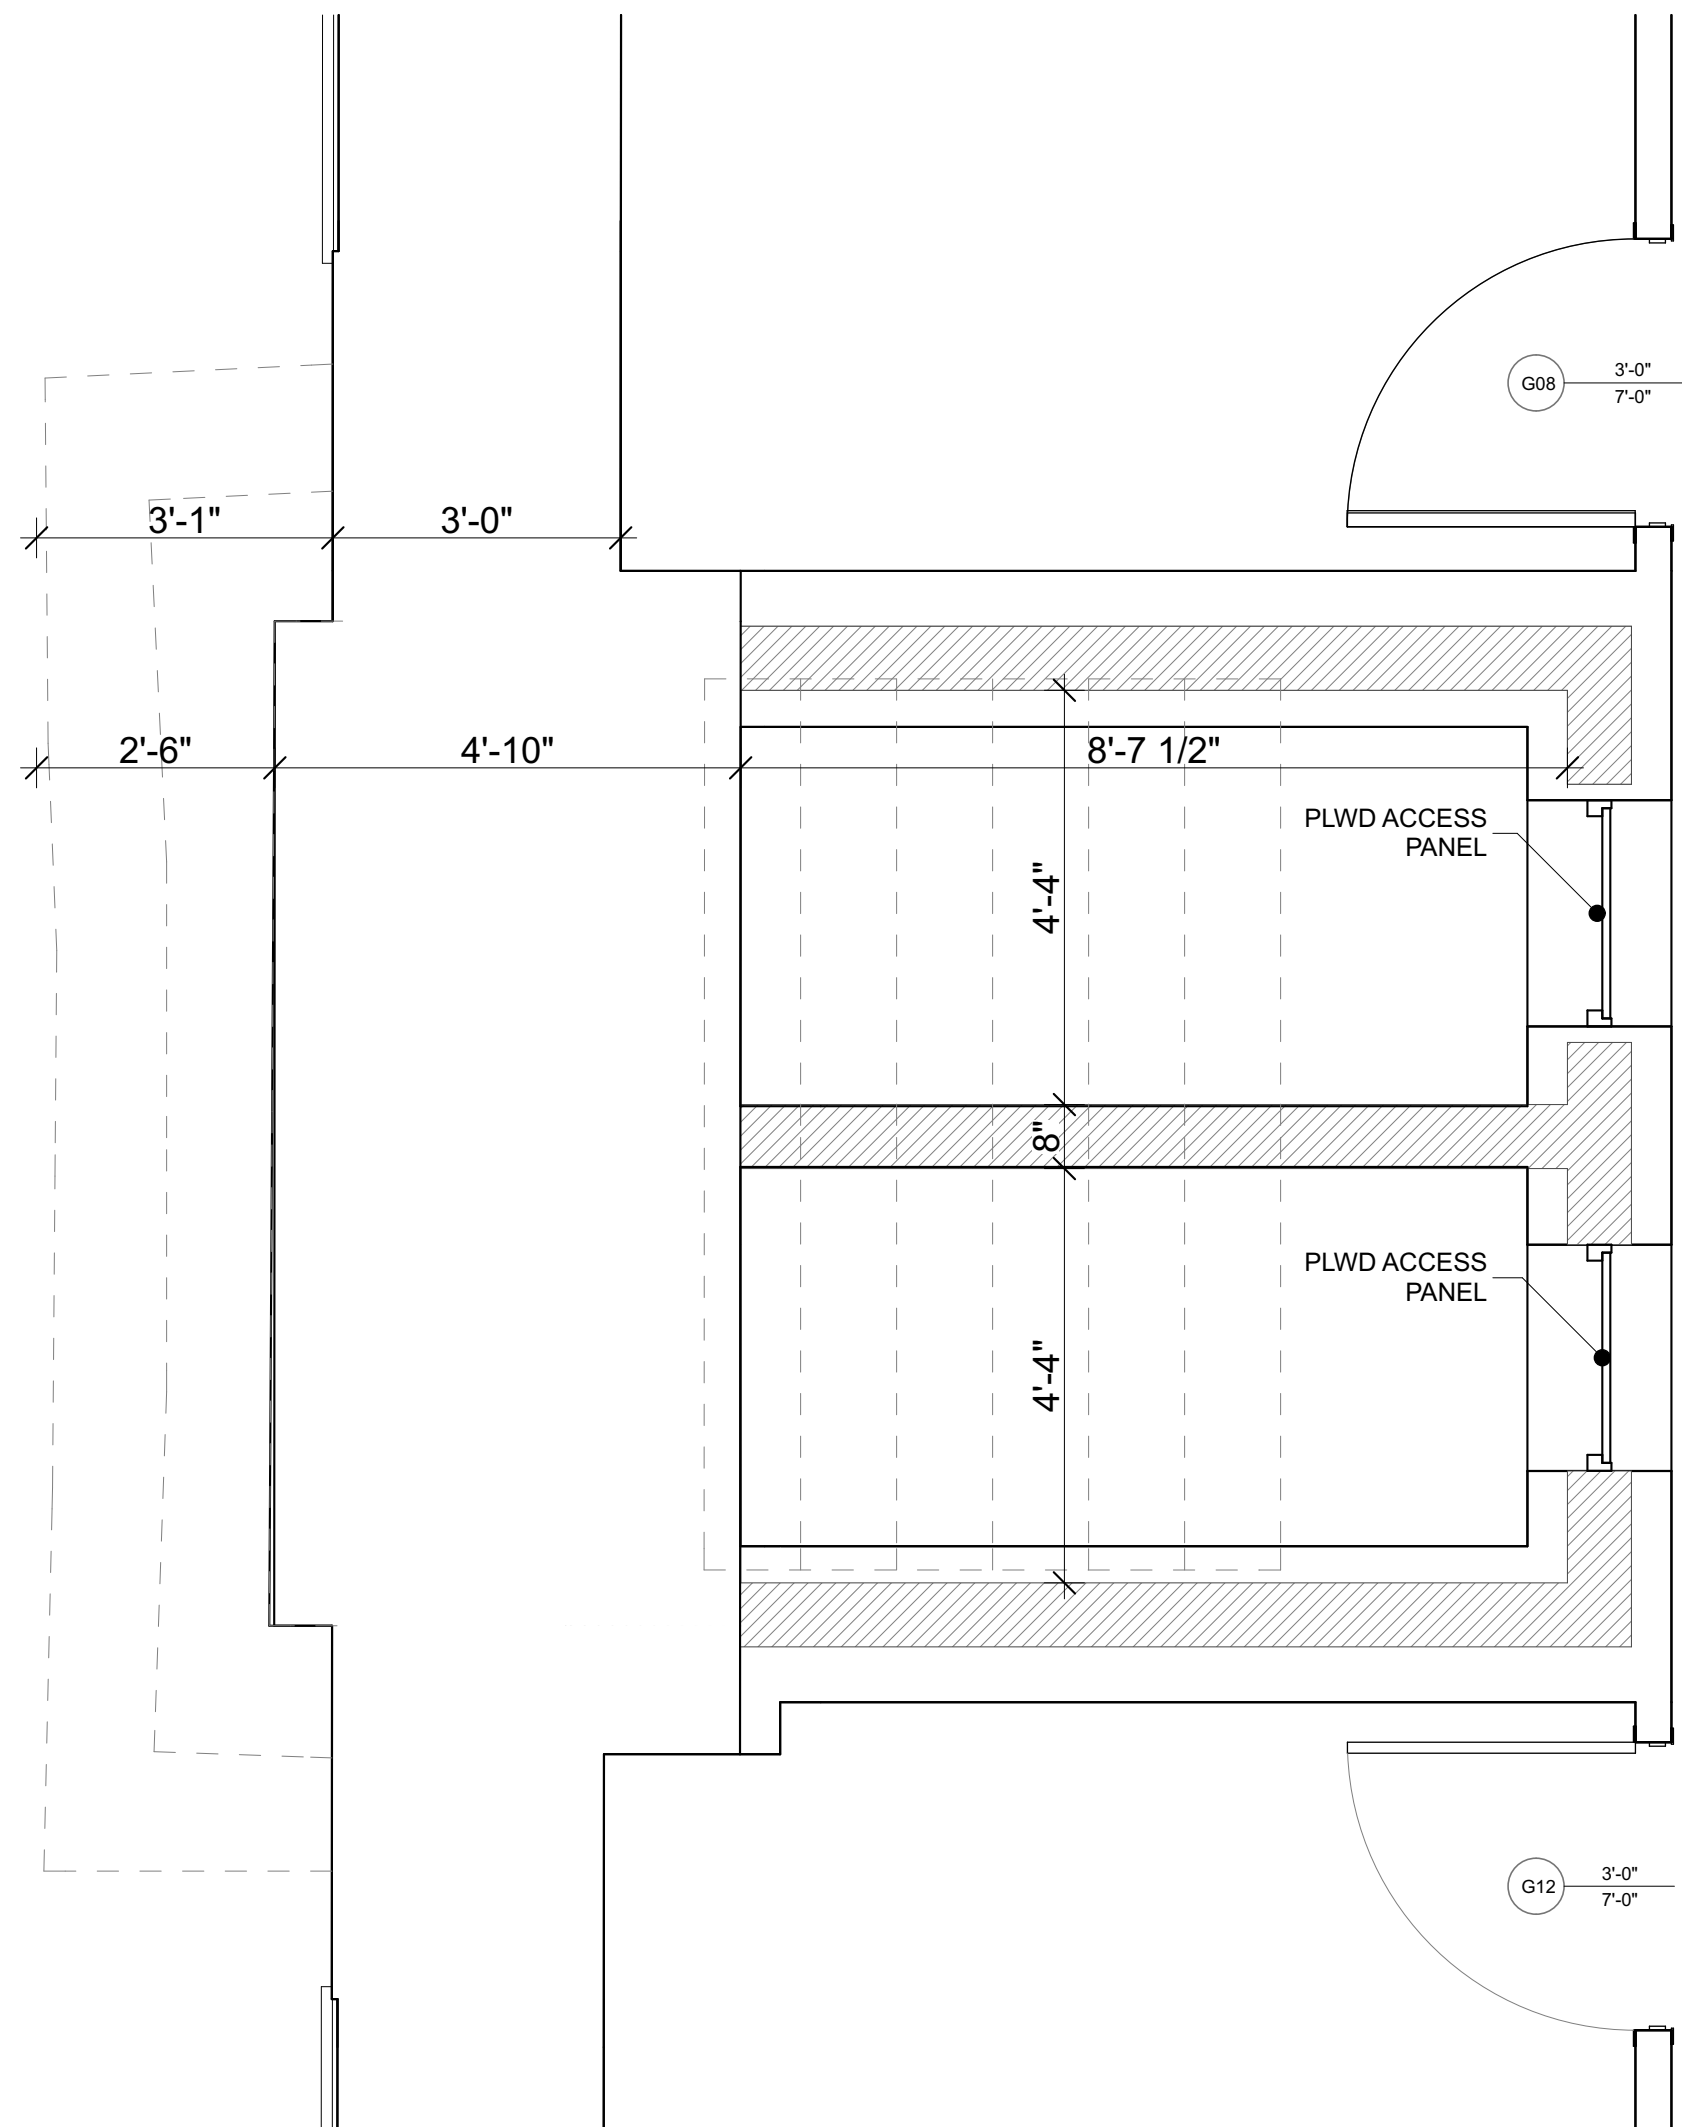 G08
3'-0"
7'-0"
3'-1"
3'-0"
2'-6"
4'-10"
8'-7 1/2"
PLWD ACCESS
PANEL
4'-4"
8"
PLWD ACCESS
PANEL
4'-4"
G12
3'-0"
7'-0"